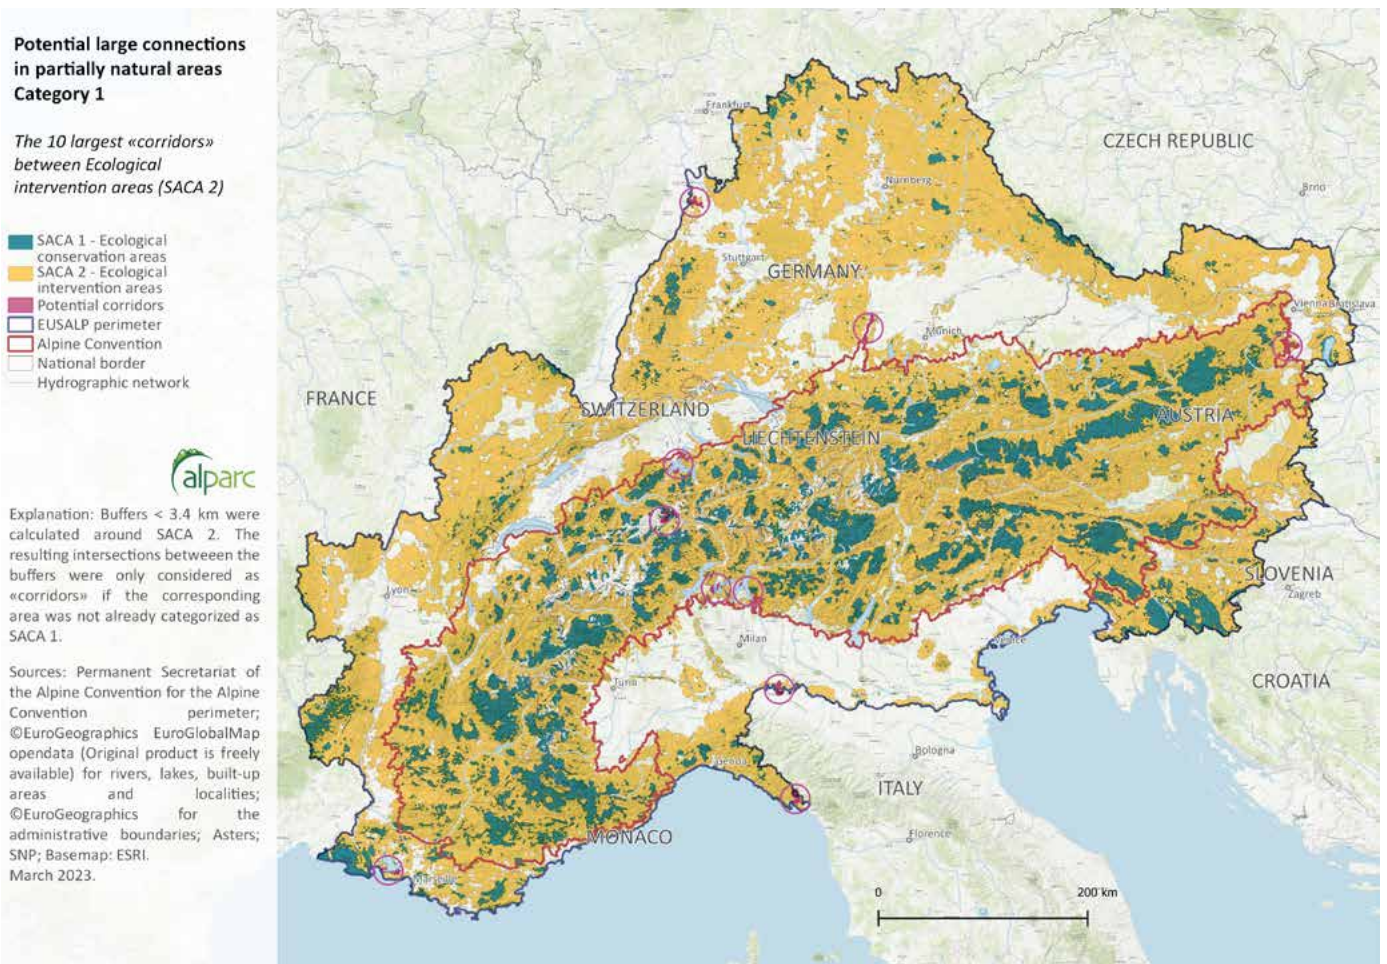 Potential large connections
in partially natural areas
Category 1
The 10 largest «corridors»
between Ecological
intervention areas (SACA 2)
SACA 1 - Ecological
conservation areas
SACA 2 - Ecological
intervention areas
Potential corridors
EUSALP perimeter
Alpine Convention
National border
Hydrographic network
alparc
Explanation: Buffers < 3.4 km were
calculated around SACA 2. The
resulting intersections betweeen the
buffers were only considered as
«corridors» if the corresponding
area was not already categorized as
SACA 1.
Sources: Permanent Secretariat of
the Alpine Convention for the Alpine
Convention perimeter;
©EuroGeographics EuroGlobalMap
opendata (Original product is freely
available) for rivers, lakes, built-up
areas and localities;
©EuroGeographics for the
administrative boundaries; Asters;
SNP; Basemap: ESRI.
March 2023.
Frankfurt
CZECH REPUBLIC
Nürnberg
Brno
Stuttgart
GERMANY
Vienna
Bratislava
Munich
FRANCE
SWITZERLAND
LIECHTENSTEIN
AUSTRIA
SLOVENIA
Zagreb
Lyon
Milan
Venice
Turin
CROATIA
Bologna
Genoa
ITALY
MONACO
Florence
Marseille
0
200 km